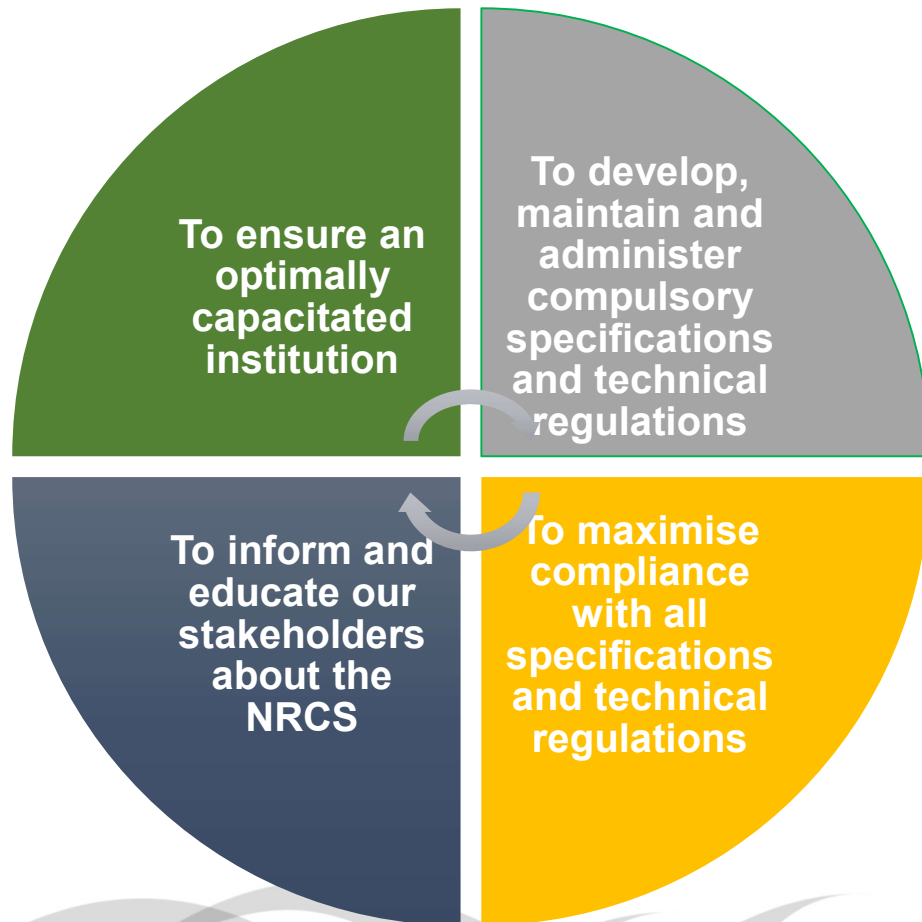 To ensure an
optimally
capacitated
institution
To develop,
maintain and
administer
compulsory
specifications
and technical
regulations
To inform and
educate our
stakeholders
about the
NRCS
To maximise
compliance
with all
specifications
and technical
regulations